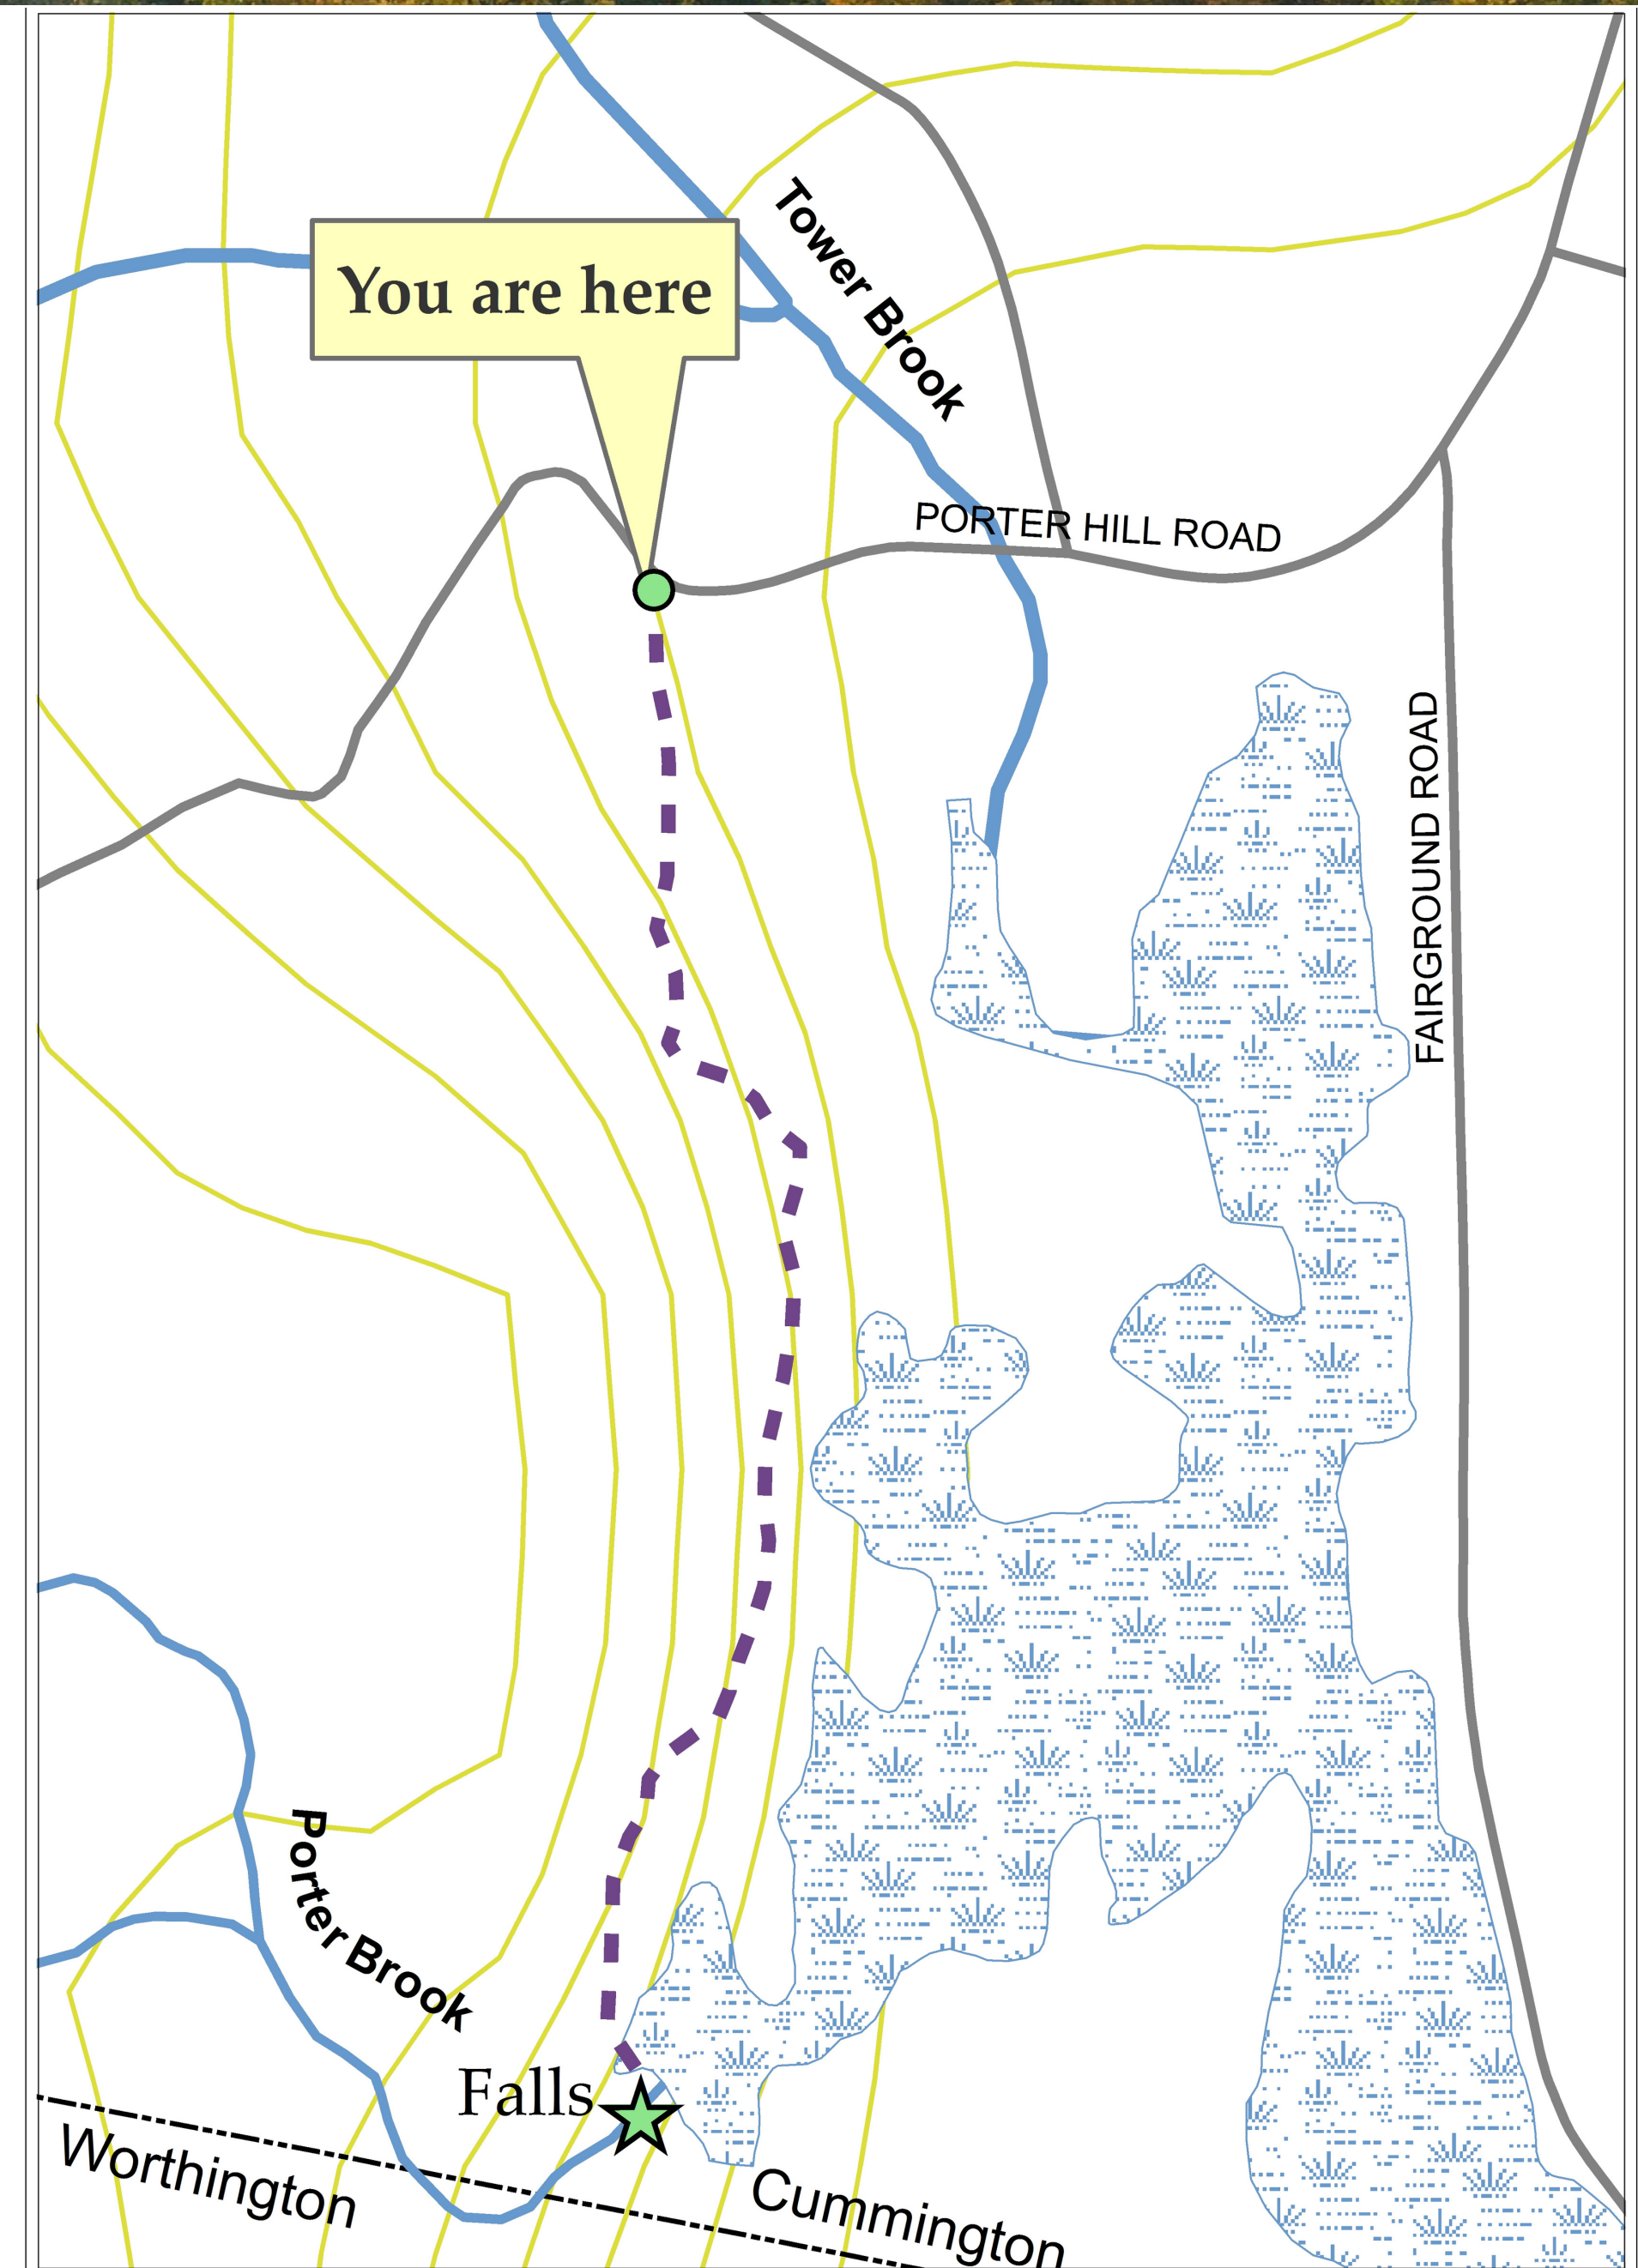 Tower Brook
You are here
PORTER HILL ROAD
FAIRGROUND ROAD
Porter Brook
Falls
Worthington
Cummington